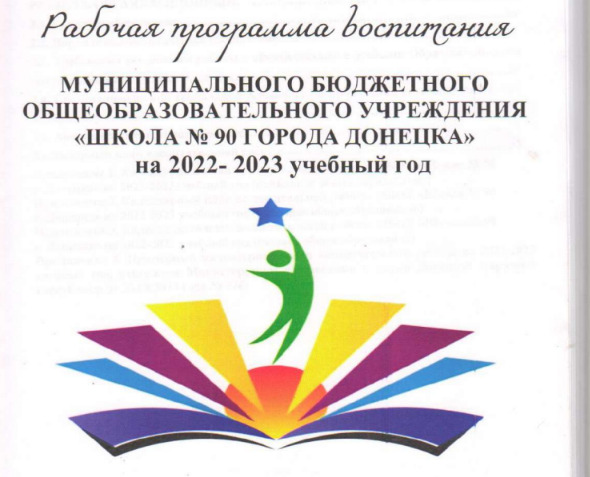 Рабочая программа воспитания
МУНИЦИПАЛЬНОГО БЮДЖЕТНОГО
ОБЩЕОБРАЗОВАТЕЛЬНОГО УЧРЕЖДЕНИЯ
«ШКОЛА № 90 ГОРОДА ДОНЕЦКА»
на 2022- 2023 учебный год